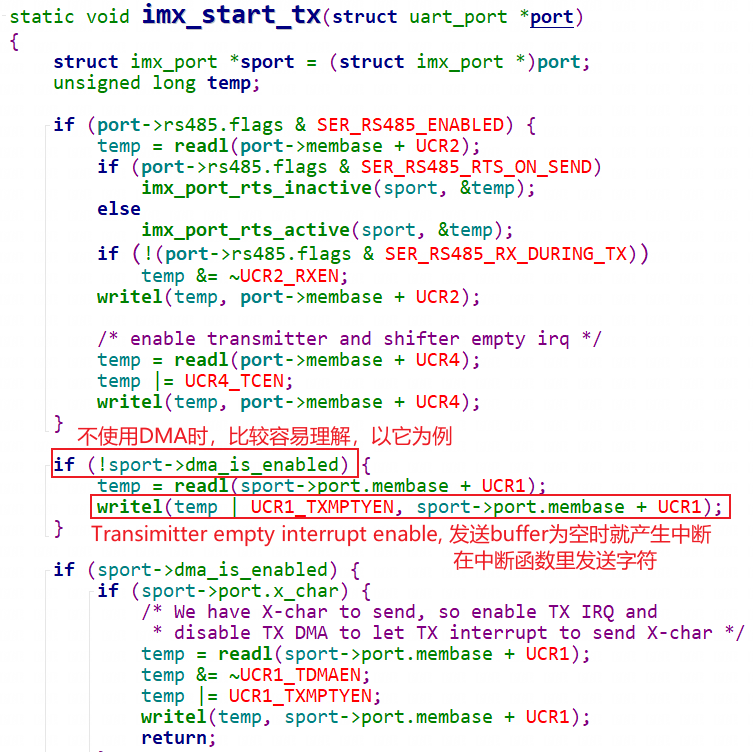 static void imx_start_tx(struct uart_port *port)
{
struct imx_port *sport = (struct imx_port *)port;
unsigned long temp;
if (port->rs485.flags & SER_RS485_ENABLED) {
temp = readl(port->membase + UCR2);
if (port->rs485.flags & SER_RS485_RTS_ON_SEND)
imx_port_rts_inactive(sport, &temp);
else
imx_port_rts_active(sport, &temp);
if (!(port->rs485.flags & SER_RS485_RX_DURING_TX))
temp &= ~UCR2_RXEN;
writel(temp, port->membase + UCR2);
/* enable transmitter and shifter empty irq */
temp = readl(port->membase + UCR4);
temp |= UCR4_TCEN;
writel(temp, port->membase + UCR4);
}
不使用DMA时，比较容易理解，以它为例
if (!sport->dma_is_enabled) {
temp = readl(sport->port.membase + UCR1);
writel(temp | UCR1_TXMPTYEN, sport->port.membase + UCR1);
}
Transimitter empty interrupt enable, 发送buffer为空时就产生中断
在中断函数里发送字符
if (sport->dma_is_enabled) {
if (sport->port.x_char) {
/* We have X-char to send, so enable TX IRQ and
* disable TX DMA to let TX interrupt to send X-char */
temp = readl(sport->port.membase + UCR1);
temp &= ~UCR1_TDMAEN;
temp |= UCR1_TXMPTYEN;
writel(temp, sport->port.membase + UCR1);
return;